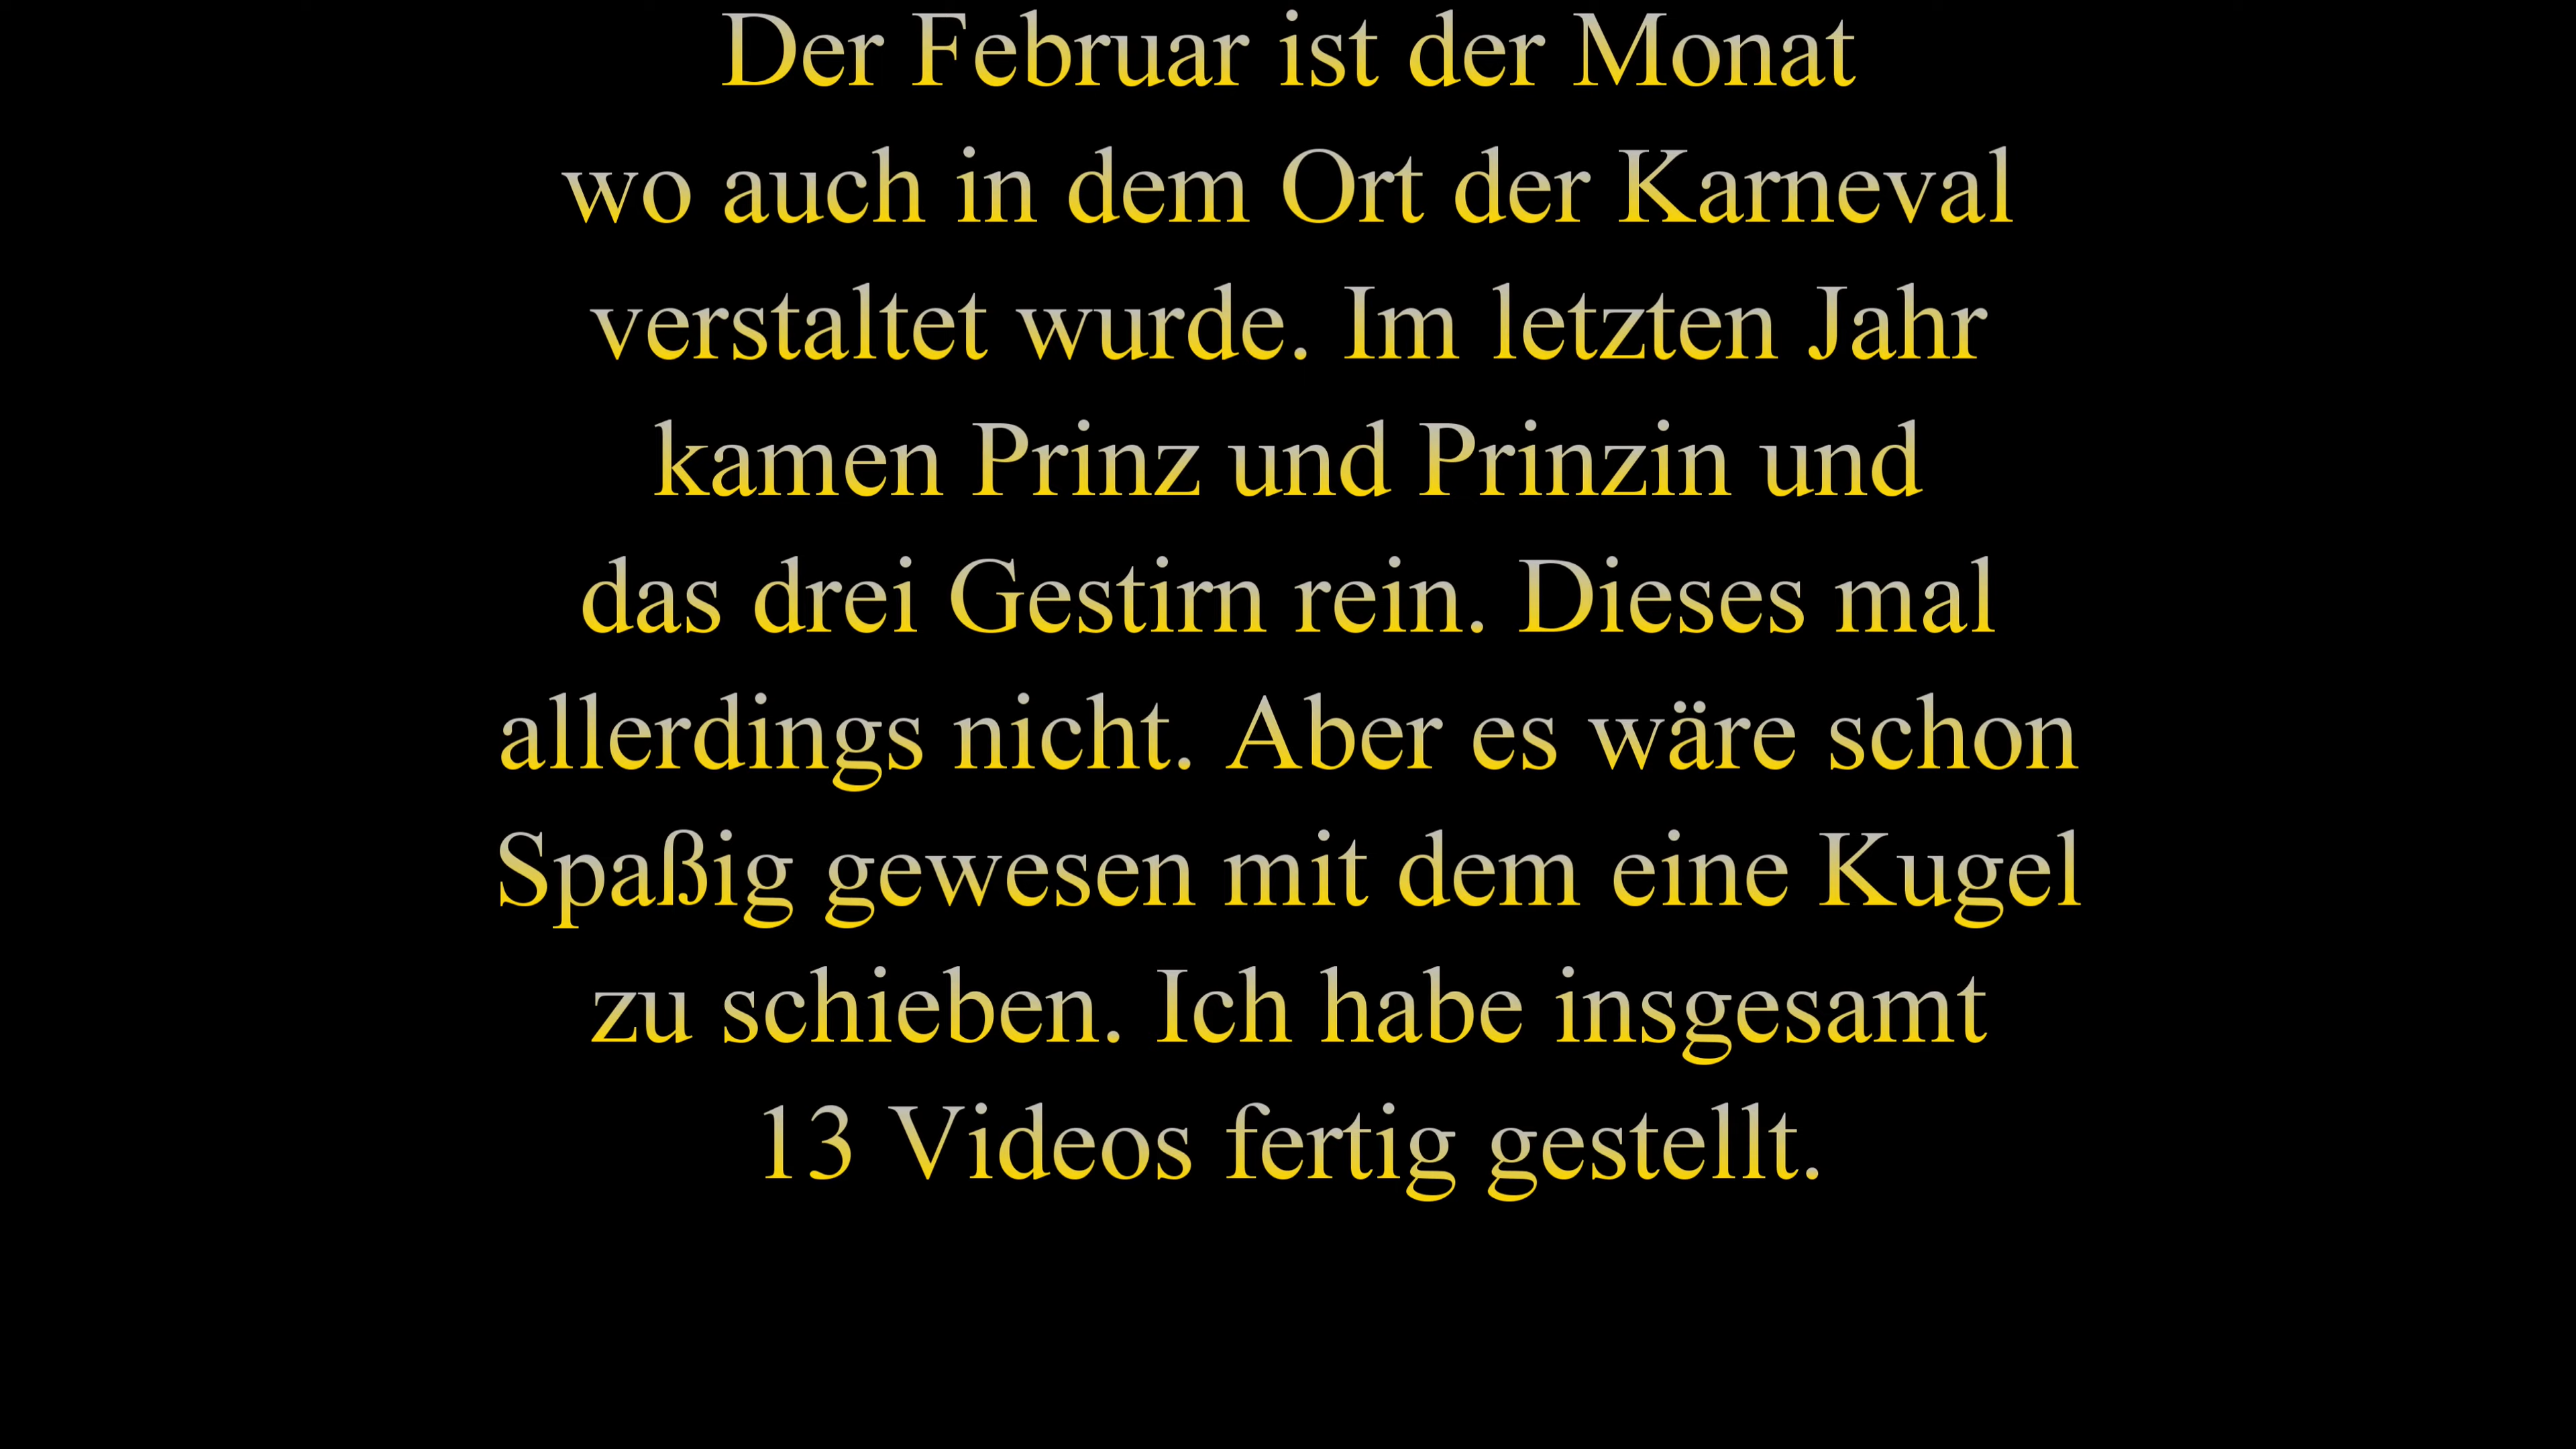 Der Februar ist der Monat
wo auch in dem Ort der Karneval
verstaltet wurde. Im letzten Jahr
kamen Prinz und Prinzin und
das drei Gestirn rein. Dieses mal
allerdings nicht. Aber es wäre schon
Spaßig gewesen mit dem eine Kugel
zu schieben. Ich habe insgesamt
13 Videos fertig gestellt.